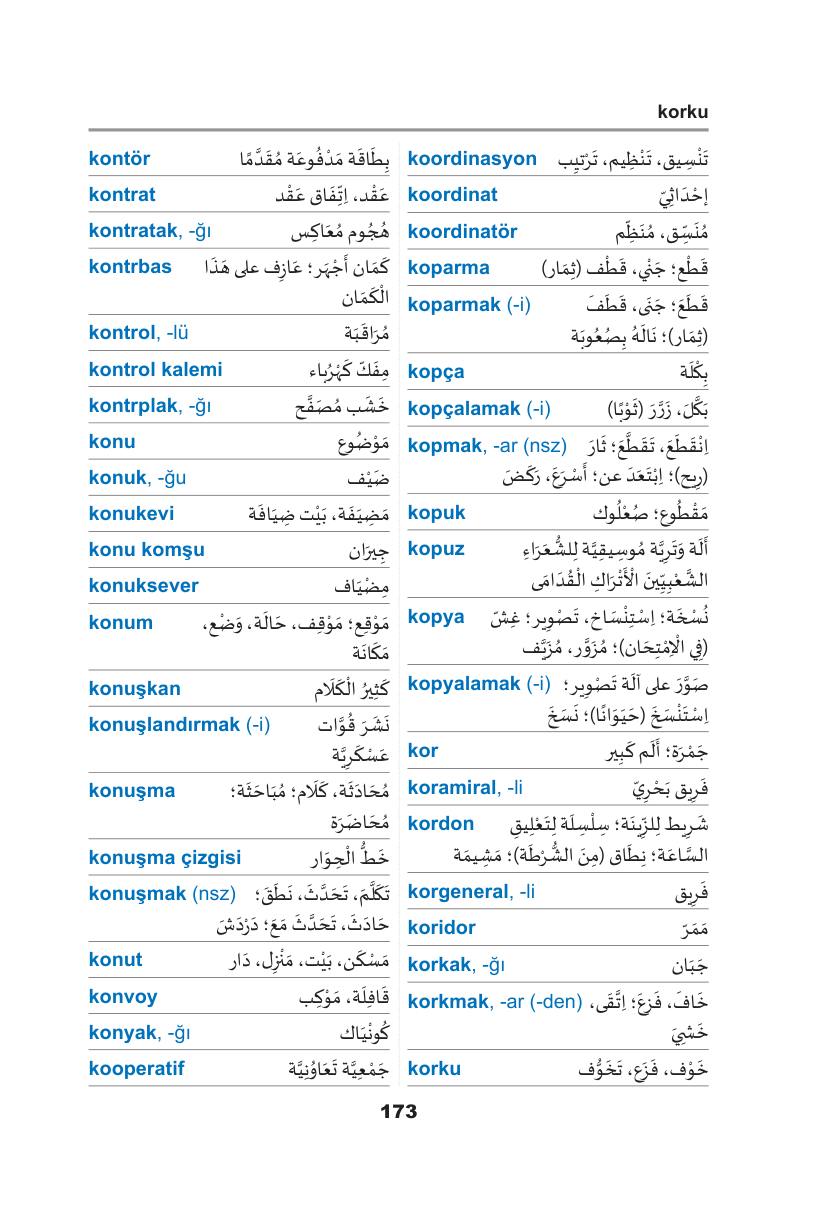 korku
kontör بِطَاقَة مَدْفُوعَة مُقَدَّمًا
kontrat عَقْد، اِتِّفَاق عَقْد
kontratak, -ğı هُجُوم مُعَاكِس
kontrbas كَمَان أَجْهَر؛ عَازِف على هَذَا
الْكَمَان
kontrol, -lü مُرَاقَبَة
kontrol kalemi مِفَكّ كَهْرُباء
kontrplak, -ğı خَشَب مُصَفَّح
konu مَوْضُوع
konuk, -ğu ضَيْف
konukevi مَضِيَفَة، بَيْت ضِيَافَة
konu komşu جِيرَان
konuksever مِضْيَاف
konum مَوْقِع؛ مَوْقِف، حَالَة، وَضْع،
مَكَانَة
konuşkan كَثِيرُ الْكَلَام
konuşlandırmak (-i) نَشَرَ قُوَّات
عَسْكَرِيَّة
konuşma مُحَادَثَة، كَلَام؛ مُبَاحَثَة؛
مُحَاضَرَة
konuşma çizgisi خَطُّ الْحِوَار
konuşmak (nsz) تَكَلَّمَ، تَحَدَّثَ، نَطَقَ؛
حَادَثَ، تَحَدَّثَ مَعَ؛ دَرْدَشَ
konut مَسْكَن، بَيْت، مَنْزِل، دَار
konvoy قَافِلَة، مَوْكِب
konyak, -ğı كُونْيَاك
kooperatif جَمْعِيَّة تَعَاوُنِيَّة
koordinasyon تَنْسِيق، تَنْظِيم، تَرْتِيِب
koordinat إحْدَاثِيّ
koordinatör مُنَسِّق، مُنَظِّم
koparma قَطْع؛ جَنْي، قَطْف (ثِمَار)
koparmak (-i) قَطَعَ؛ جَنَى، قَطَفَ
(ثِمَار)؛ نَالَهُ بِصُعُوبَة
kopça بِكْلَة
kopçalamak (-i) بَكَّلَ، زَرَّرَ (ثَوْبًا)
kopmak, -ar (nsz) اِنْقَطَعَ، تَقَطَّعَ؛ ثَارَ
(رِيح)؛ اِبْتَعَدَ عن؛ أَسْرَعَ، رَكَضَ
kopuk مَقْطُوع؛ صُعْلُوك
kopuz أَلَة وَتَرِيَّة مُوسِيقِيَّة لِلشُّعَرَاءِ
الشَّعْبِيِّينَ الْأَتْرَاكِ الْقُدَامَى
kopya نُسْخَة؛ اِسْتِنْسَاخ، تَصْوِير؛ غِشّ
(فِي الْاِمْتِحَان)؛ مُزَوَّر، مُزَيَّف
kopyalamak (-i) صَوَّرَ على آلَة تَصْوِير؛
اِسْتَنْسَخَ (حَيَوَانًا)؛ نَسَخَ
kor جَمْرَة؛ أَلَم كَبِير
koramiral, -li فَرِيق بَحْرِيّ
kordon شَرِيط لِلزِّينَة؛ سِلْسِلَة لِتَعْلِيقِ
السَّاعَة؛ نِطَاق (مِنَ الشُّرْطَة)؛ مَشِيمَة
korgeneral, -li فَرِيق
koridor مَمَرّ
korkak, -ğı جَبَان
korkmak, -ar (-den) خَافَ، فَزِعَ؛ اِتَّقَى،
خَشِيَ
korku خَوْف، فَزَع، تَخَوُّف
173